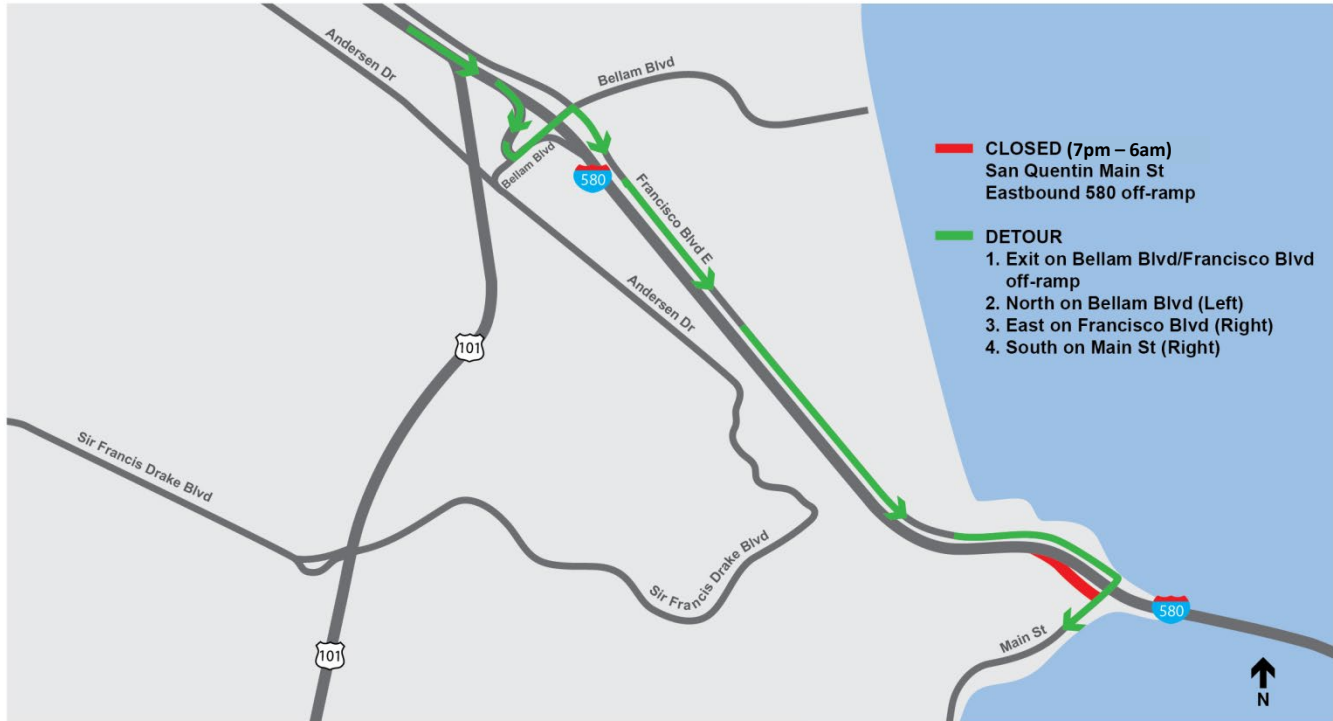 Andersen Dr
Bellam Blvd
Bellam Blvd
580
Francisco Blvd E
Andersen Dr
101
Sir Francis Drake Blvd
Sir Francis Drake Blvd
101
Main St
580
N
CLOSED (7pm – 6am)
San Quentin Main St
Eastbound 580 off-ramp
DETOUR
1. Exit on Bellam Blvd/Francisco Blvd
off-ramp
2. North on Bellam Blvd (Left)
3. East on Francisco Blvd (Right)
4. South on Main St (Right)